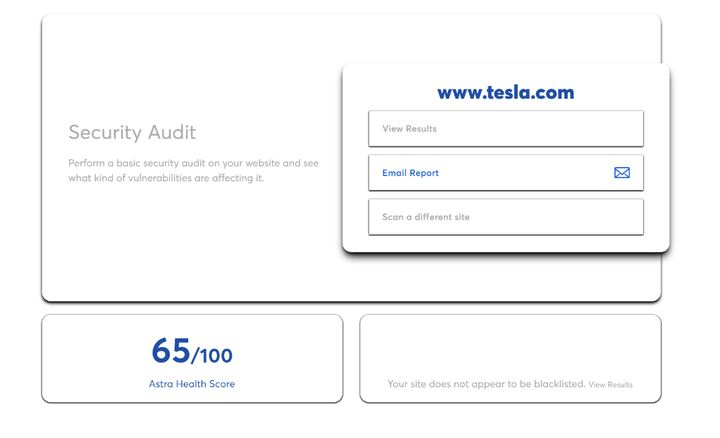 www.tesla.com
Security Audit
Perform a basic security audit on your website and see
what kind of vulnerabilities are affecting it.
View Results
Email Report
Scan a different site
65/100
Astra Health Score
Your site does not appear to be blacklisted. View Results